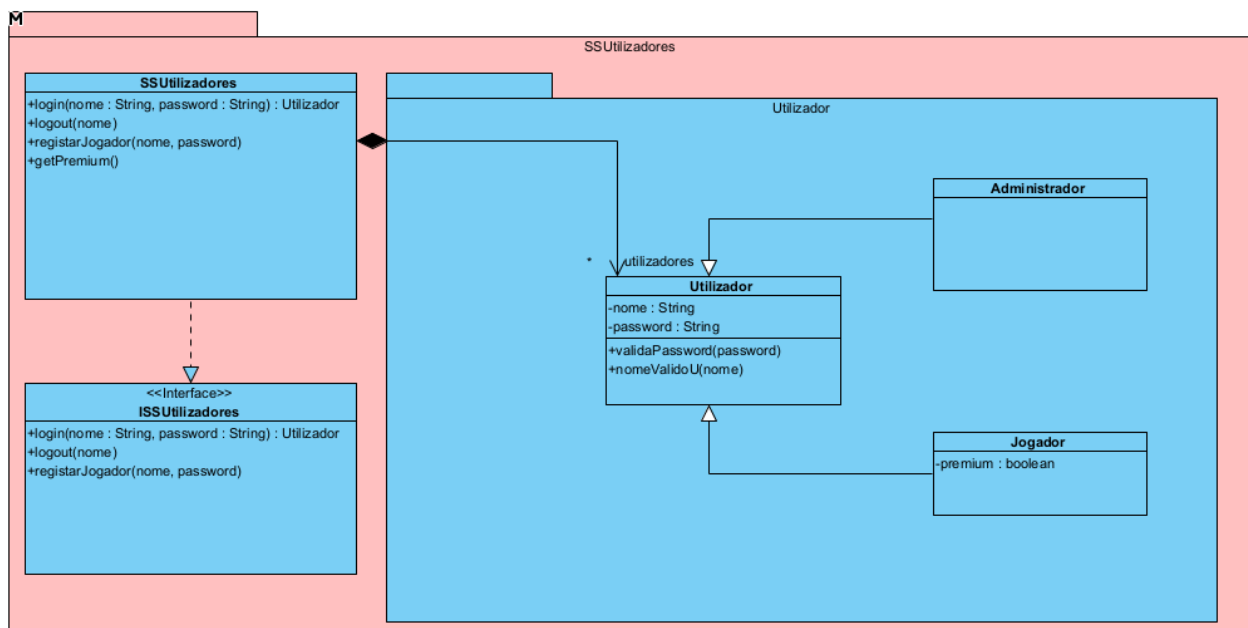 M
SSUtilizadores
SSUtilizadores
+login(nome : String, password : String) : Utilizador
+logout(nome)
+registarJogador(nome, password)
+getPremium()
<<Interface>>
ISSUtilizadores
+login(nome : String, password : String) : Utilizador
+logout(nome)
+registarJogador(nome, password)
Utilizador
* utilizadores
Utilizador
-nome : String
-password : String
+validaPassword(password)
+nomeValidoU(nome)
Administrador
Jogador
-premium : boolean